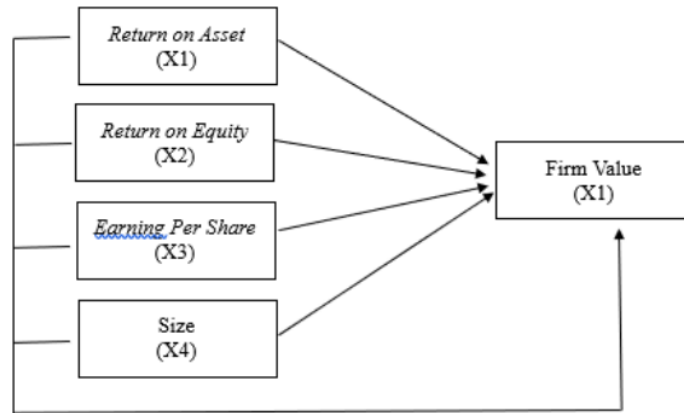 Return on Asset
(X1)
Return on Equity
(X2)
Earning Per Share
(X3)
Size
(X4)
Firm Value
(X1)